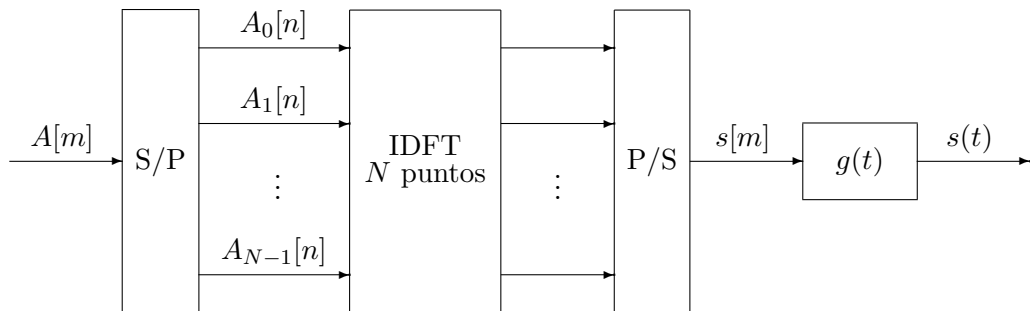 A[m]
S/P
A_0[n]
A_1[n]
⋮
A_{N−1}[n]
IDFT
N puntos
⋮
P/S
s[m]
g(t)
s(t)